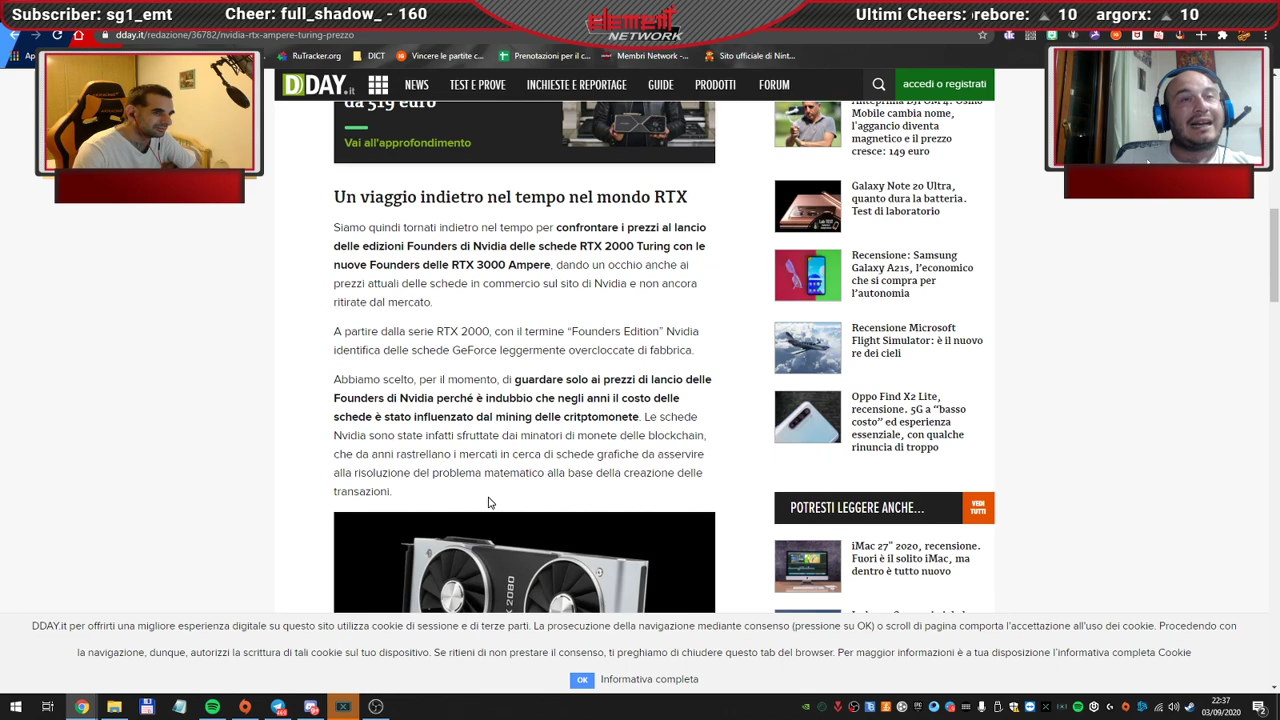 Subscriber: sg1_emt
Cheer: full_shadow_ - 160
element
NETWORK
Ultimi Cheers:
rebore: 10 argorx: 10
dday.it/redazione/36782/nvidia-rtx-ampere-turing-prezzo
RuTracker.org
DICT
Vincere le partite c...
Prenotazioni per il c...
Membri Network -...
Sito ufficiale di Nint...
DDAY.it
NEWS
TEST E PROVE
INCHIESTE E REPORTAGE
GUIDE
PRODOTTI
FORUM
accedi o registrati
da 519 euro
Vai all'approfondimento
Un viaggio indietro nel tempo nel mondo RTX
Siamo quindi tornati indietro nel tempo per confrontare i prezzi al lancio
delle edizioni Founders di Nvidia delle schede RTX 2000 Turing con le
nuove Founders delle RTX 3000 Ampere, dando un occhio anche ai
prezzi attuali delle schede in commercio sul sito di Nvidia e non ancora
ritirate dal mercato.
A partire dalla serie RTX 2000, con il termine “Founders Edition” Nvidia
identifica delle schede GeForce leggermente overcloccate di fabbrica.
Abbiamo scelto, per il momento, di guardare solo ai prezzi di lancio delle
Founders di Nvidia perché è indubbio che negli anni il costo delle
schede è stato influenzato dal mining delle criptomonete. Le schede
Nvidia sono state infatti sfruttate dai minatori di monete delle blockchain,
che da anni rastrellano i mercati in cerca di schede grafiche da asservire
alla risoluzione del problema matematico alla base della creazione delle
transazioni.
2080
Anteprima DJI OM 4: Osmo
Mobile cambia nome,
l'aggancio diventa
magnetico e il prezzo
cresce: 149 euro
Galaxy Note 20 Ultra,
quanto dura la batteria.
Test di laboratorio
Recensione: Samsung
Galaxy A21s, l’economico
che si compra per
l’autonomia
Recensione Microsoft
Flight Simulator: è il nuovo
re dei cieli
Oppo Find X2 Lite,
recensione. 5G a “basso
costo” ed esperienza
essenziale, con qualche
rinuncia di troppo
POTRESTI LEGGERE ANCHE...
VEDI
TUTTI
iMac 27" 2020, recensione.
Fuori è il solito iMac, ma
dentro è tutto nuovo
DDAY.it per offrirti una migliore esperienza digitale su questo sito utilizza cookie di sessione e di terze parti. La prosecuzione della navigazione mediante consenso (pressione su OK) o scroll di pagina comporta l'accettazione all'uso dei cookie. Procedendo con
la navigazione, dunque, autorizzi la scrittura di tali cookie sul tuo dispositivo. Se ritieni di non prestare il consenso, ti preghiamo di chiudere questo tab del browser. Per maggior informazioni è a tua disposizione l'informativa completa Cookie
OK
Informativa completa
22:37
03/09/2020